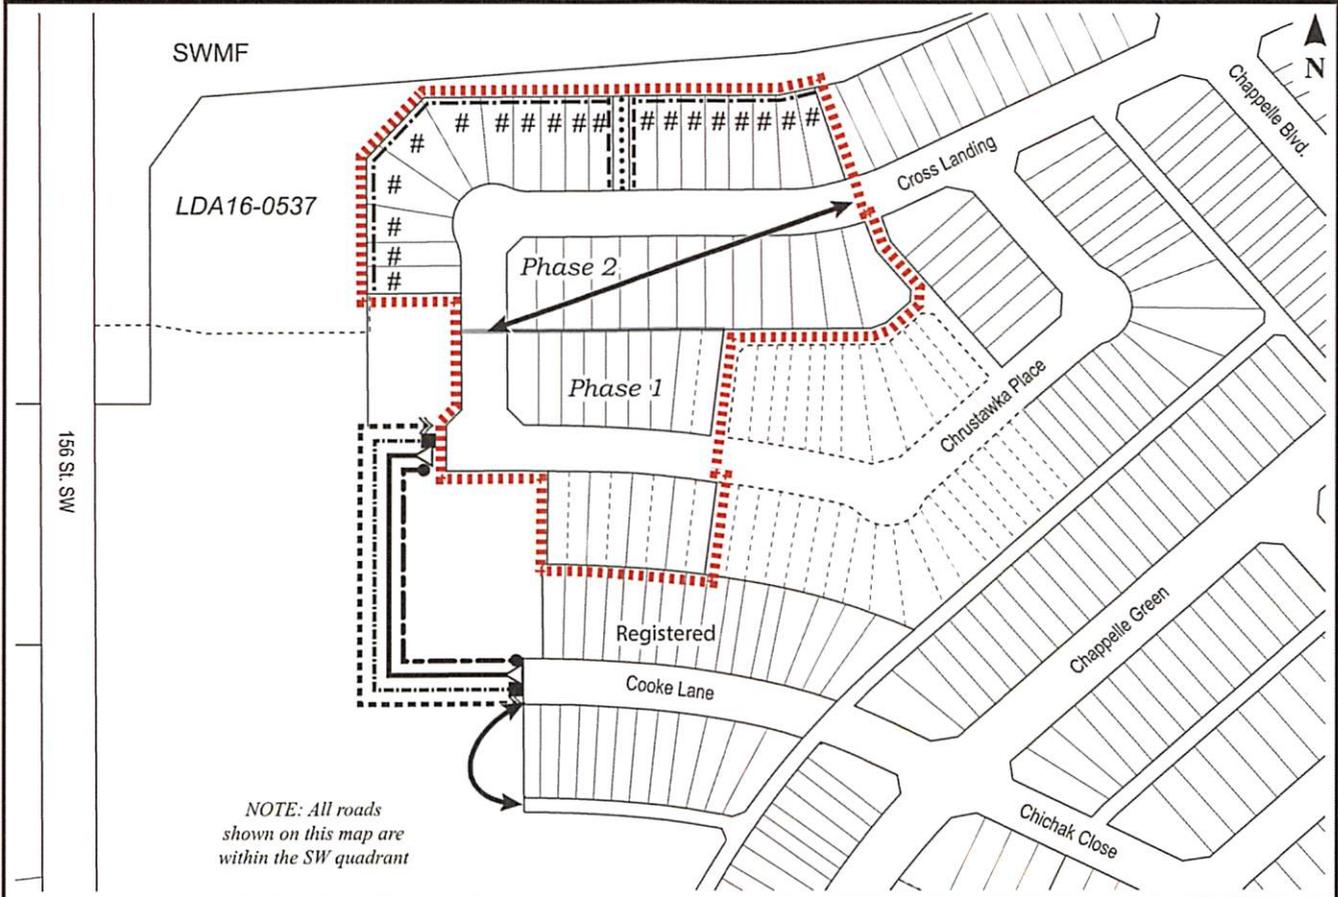 SWMF
N
Chappelle Blvd.
# # # # # # # # # # # # # #
#
Cross Landing
#
LDA16-0537
#
Phase 2
#
#
Phase 1
Chrustawka Place
156 St. SW
Chappelle Green
Registered
Cooke Lane
NOTE: All roads
shown on this map are
within the SW quadrant
Chichak Close